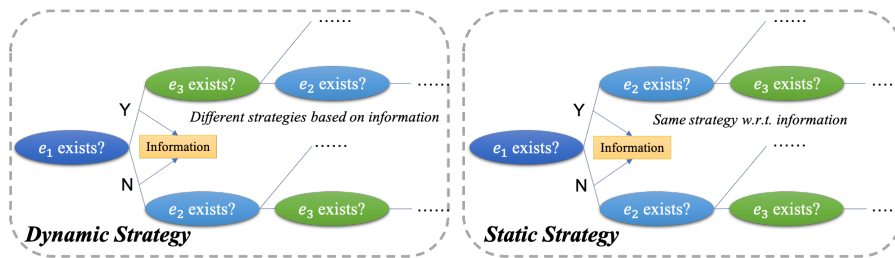 ......
e₃ exists?
e₂ exists?
......
Y
Different strategies based on information
e₁ exists?
Information
N
......
e₂ exists?
e₃ exists?
......
Dynamic Strategy
......
e₂ exists?
e₃ exists?
......
Y
Same strategy w.r.t. information
e₁ exists?
Information
N
......
e₂ exists?
e₃ exists?
......
Static Strategy